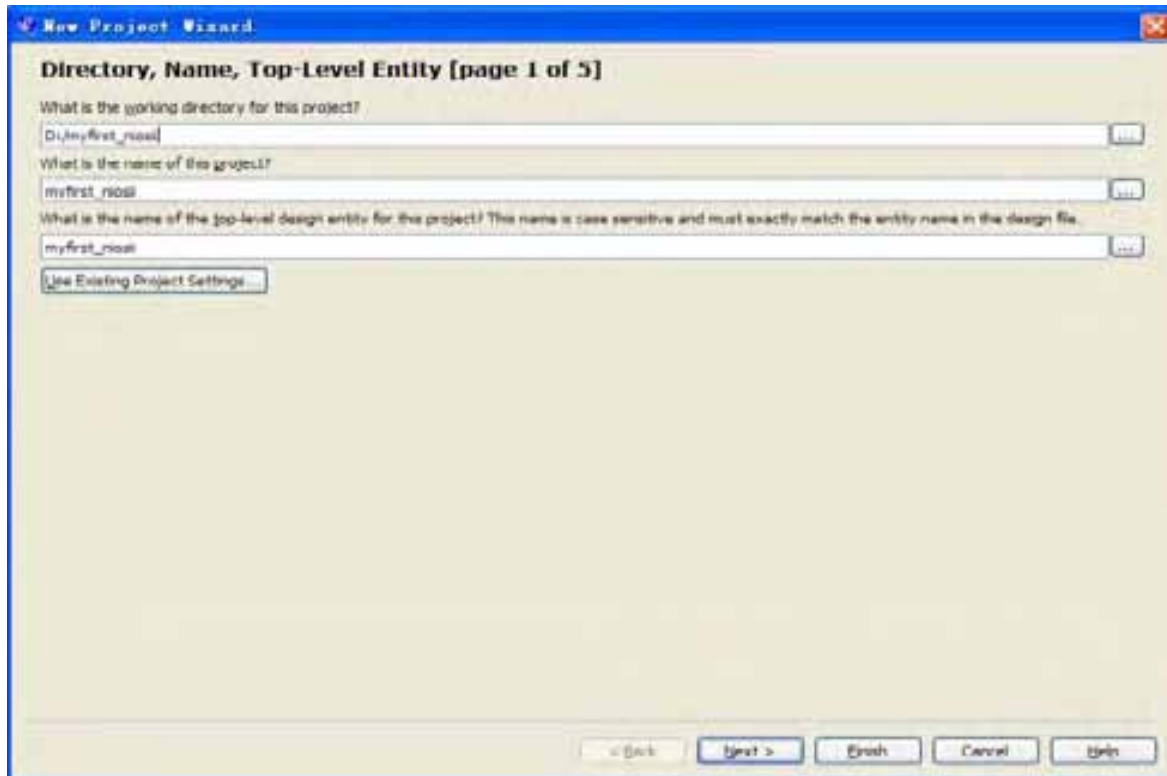 New Project Wizard
Directory, Name, Top-Level Entity [page 1 of 5]
What is the working directory for this project?
D:/myfirst_niosii
...
What is the name of this project?
myfirst_niosii
...
What is the name of the top-level design entity for this project? This name is case sensitive and must exactly match the entity name in the design file.
myfirst_niosii
...
Use Existing Project Settings...
< Back
Next >
Finish
Cancel
Help